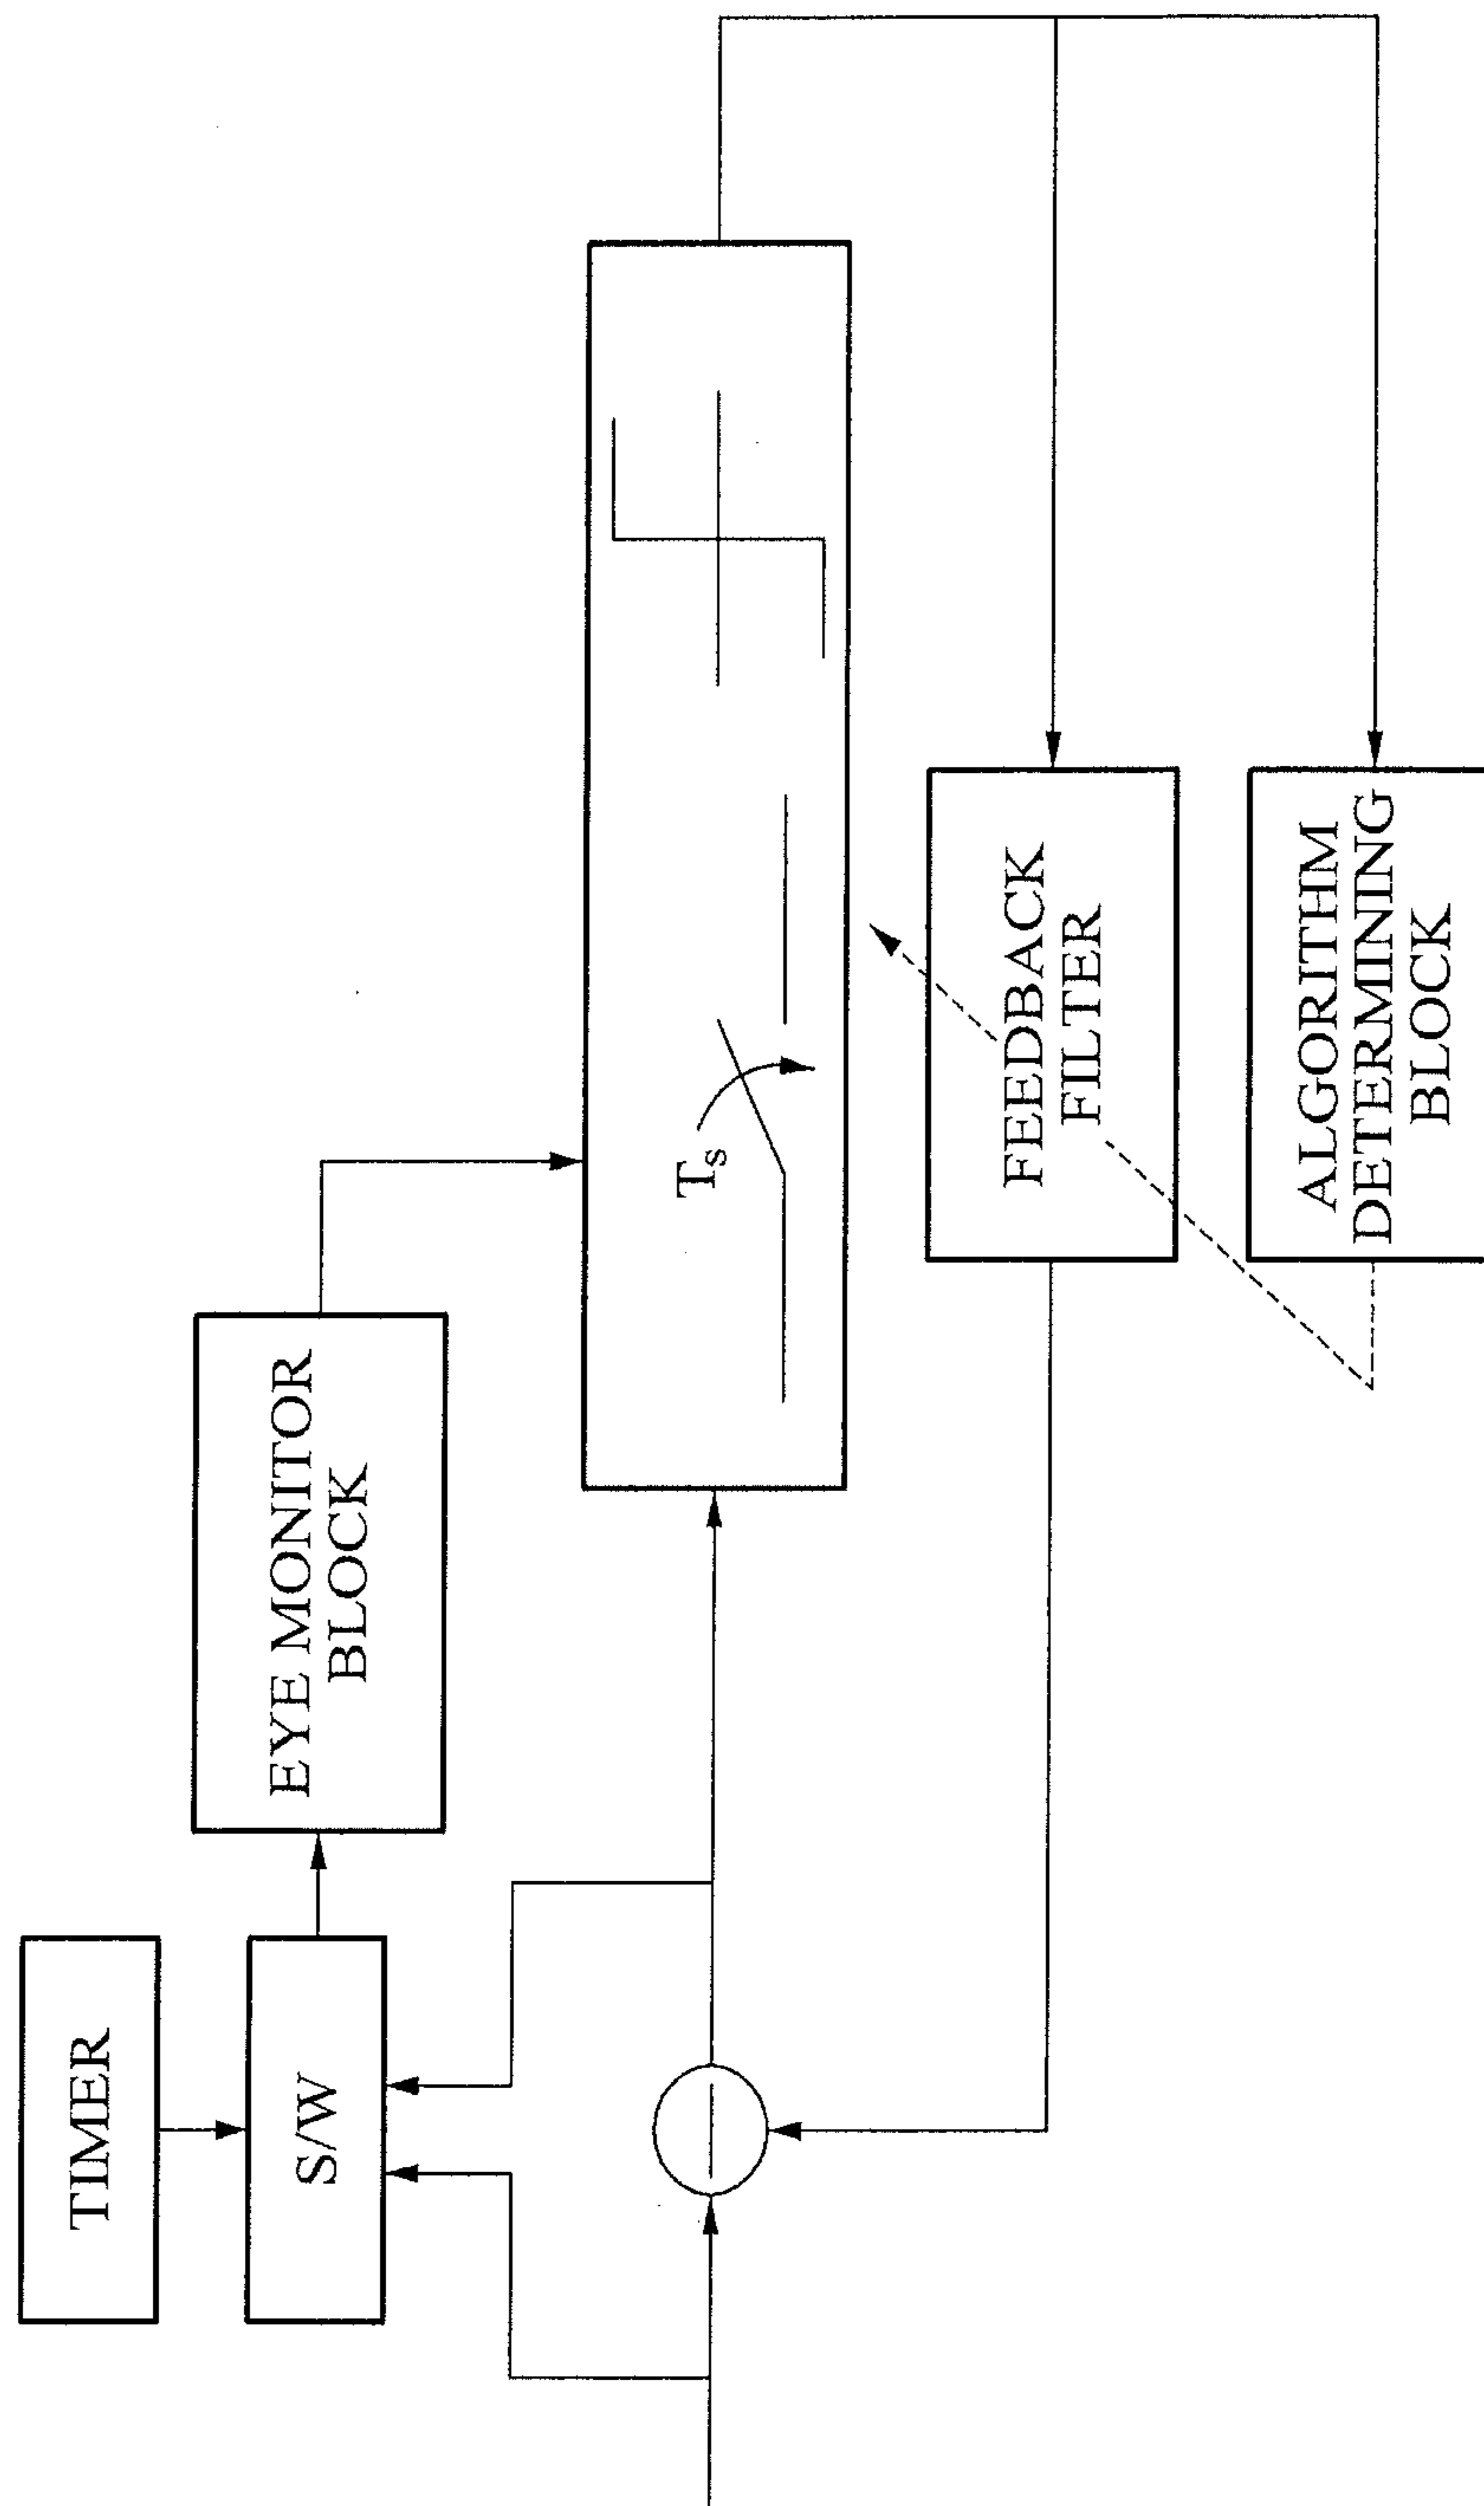 TIMER
S/W
EYE MONITOR
BLOCK
Ts
FEEDBACK
FILTER
ALGORITHM
DETERMINING
BLOCK